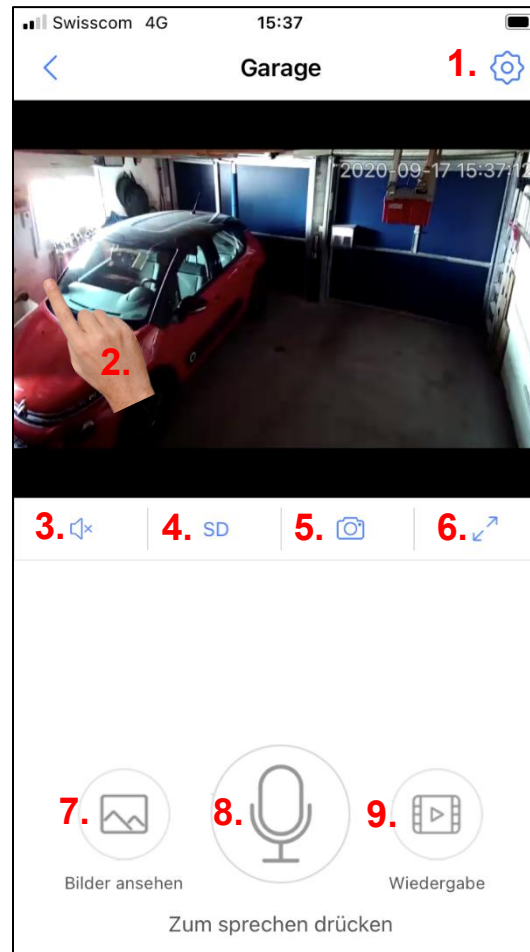 Swisscom 4G 15:37
Garage 1.
2020-09-17 15:37:12
2.
3. 4. SD 5. 6.
7. 8. 9.
Bilder ansehen Wiedergabe
Zum sprechen drücken